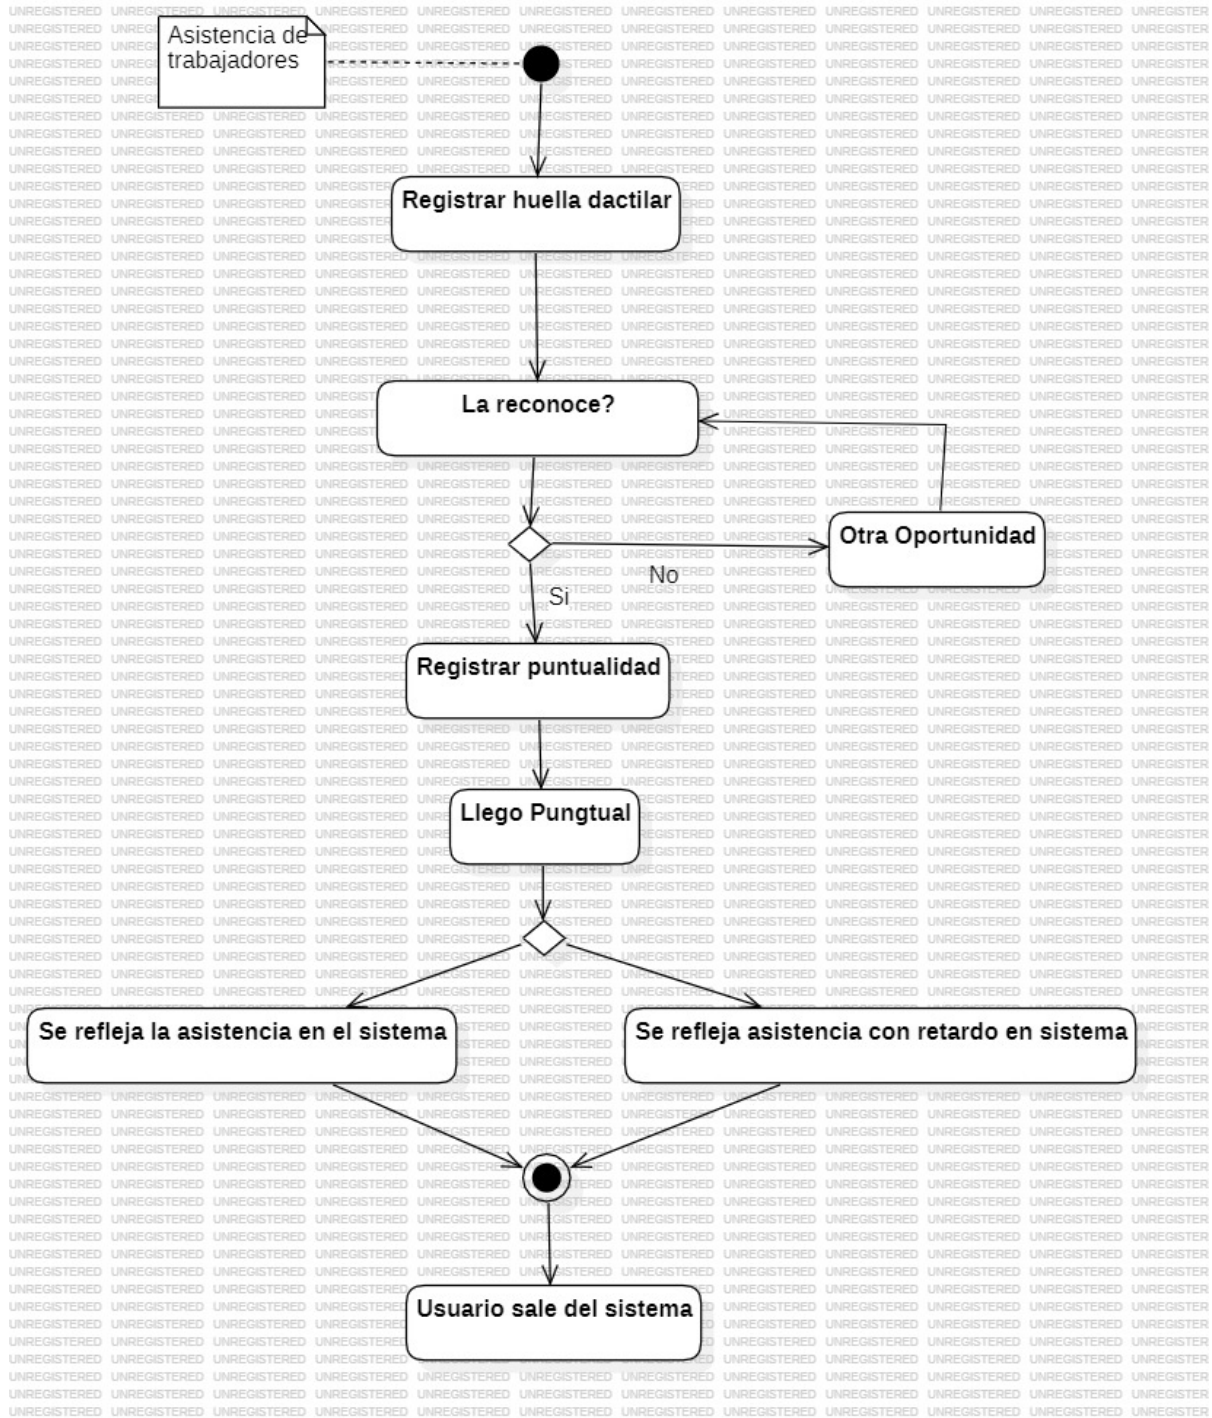 Asistencia de
trabajadores
Registrar huella dactilar
La reconoce?
Otra Oportunidad
No
Si
Registrar puntualidad
Llego Pungtual
Se refleja la asistencia en el sistema
Se refleja asistencia con retardo en sistema
Usuario sale del sistema
UNREGISTERED